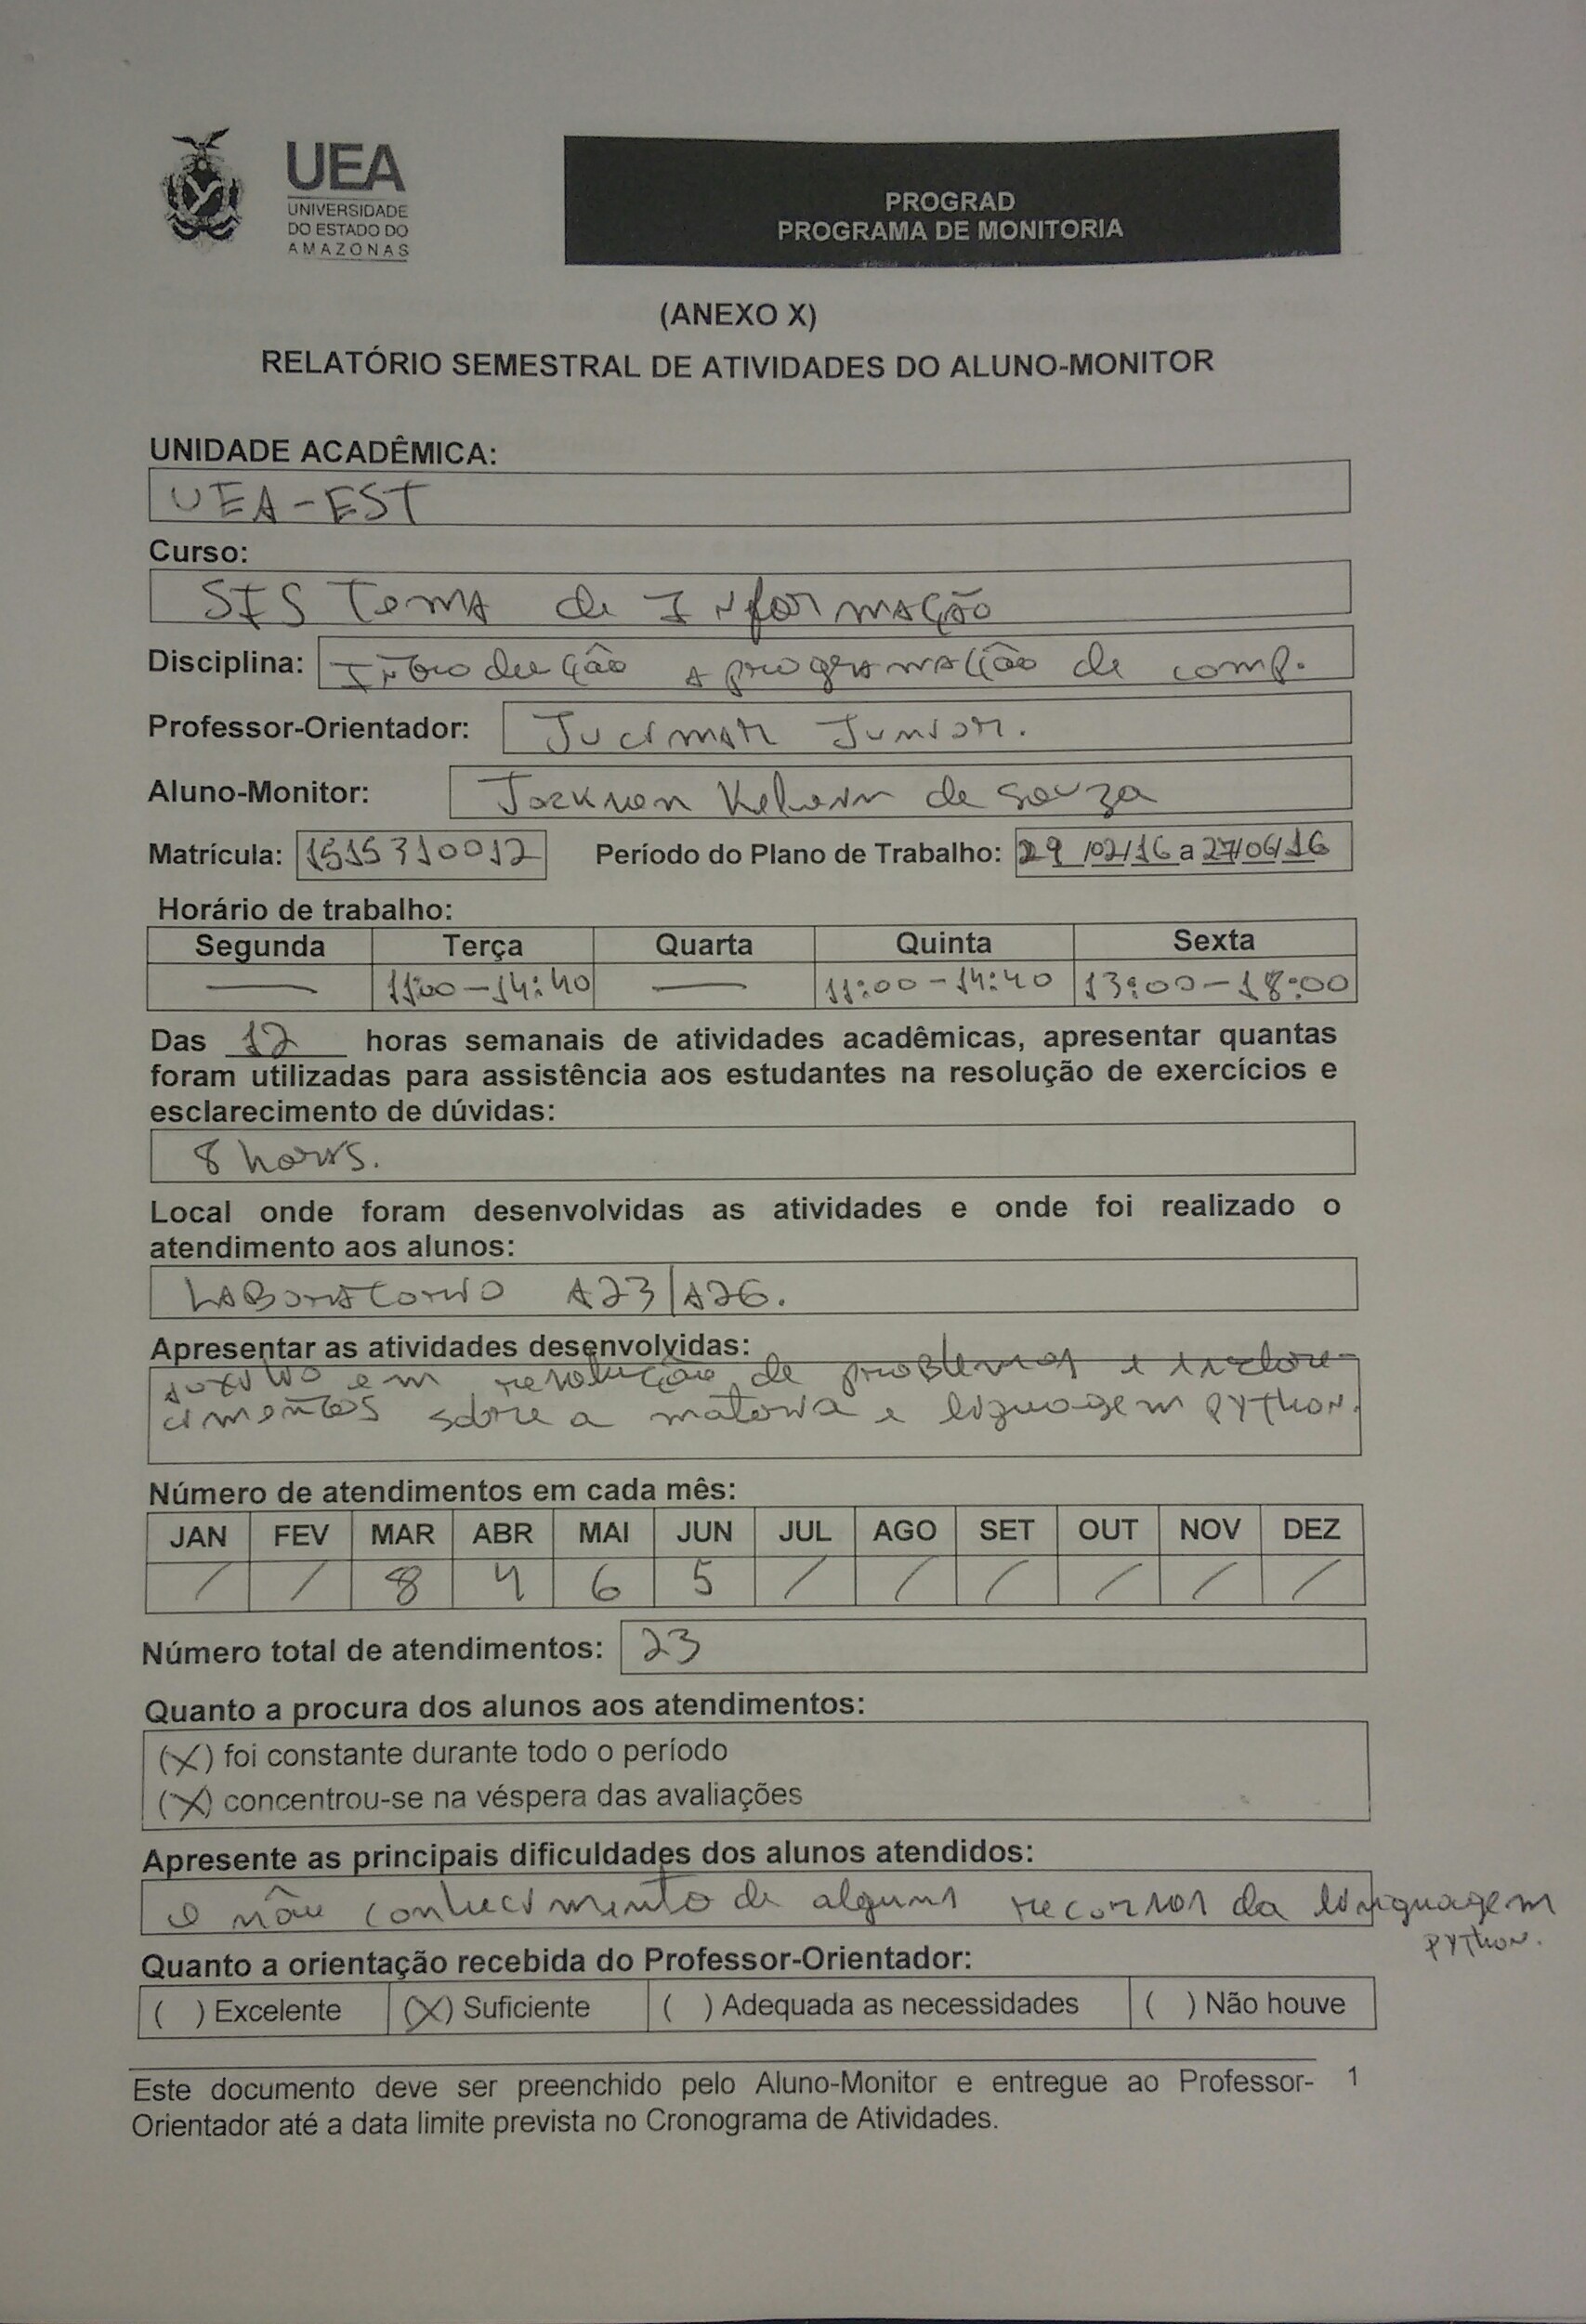 UEA
UNIVERSIDADE
DO ESTADO DO
AMAZONAS
PROGRAD
PROGRAMA DE MONITORIA
(ANEXO X)
RELATÓRIO SEMESTRAL DE ATIVIDADES DO ALUNO-MONITOR
UNIDADE ACADÊMICA:
UEA-EST
Curso:
SISTema de Informação
Disciplina: Introdução a programação de comp.
Professor-Orientador: Jucimar Junior.
Aluno-Monitor: de Souza
Matrícula: 1515310012 Período do Plano de Trabalho: 29/02/16 a 27/06/16
Horário de trabalho:
Segunda Terça Quarta Quinta Sexta
— 11:00-14:40 — 11:00-14:40 13:00-18:00
Das 12 horas semanais de atividades acadêmicas, apresentar quantas
foram utilizadas para assistência aos estudantes na resolução de exercícios e
esclarecimento de dúvidas:
8 horas.
Local onde foram desenvolvidas as atividades e onde foi realizado o
atendimento aos alunos:
LABoratorio A23/A26.
Apresentar as atividades desenvolvidas:
auxilio em resolução de problemas e
cimentos sobre a materia e linguagem PYThoN.
Número de atendimentos em cada mês:
JAN FEV MAR ABR MAI JUN JUL AGO SET OUT NOV DEZ
/ / 8 4 6 5 / / / / / /
Número total de atendimentos: 23
Quanto a procura dos alunos aos atendimentos:
(X) foi constante durante todo o período
(X) concentrou-se na véspera das avaliações
Apresente as principais dificuldades dos alunos atendidos:
o não conhecimento de alguns recursos da linguagem
PYThoN.
Quanto a orientação recebida do Professor-Orientador:
( ) Excelente (X) Suficiente ( ) Adequada as necessidades ( ) Não houve
Este documento deve ser preenchido pelo Aluno-Monitor e entregue ao Professor- 1
Orientador até a data limite prevista no Cronograma de Atividades.